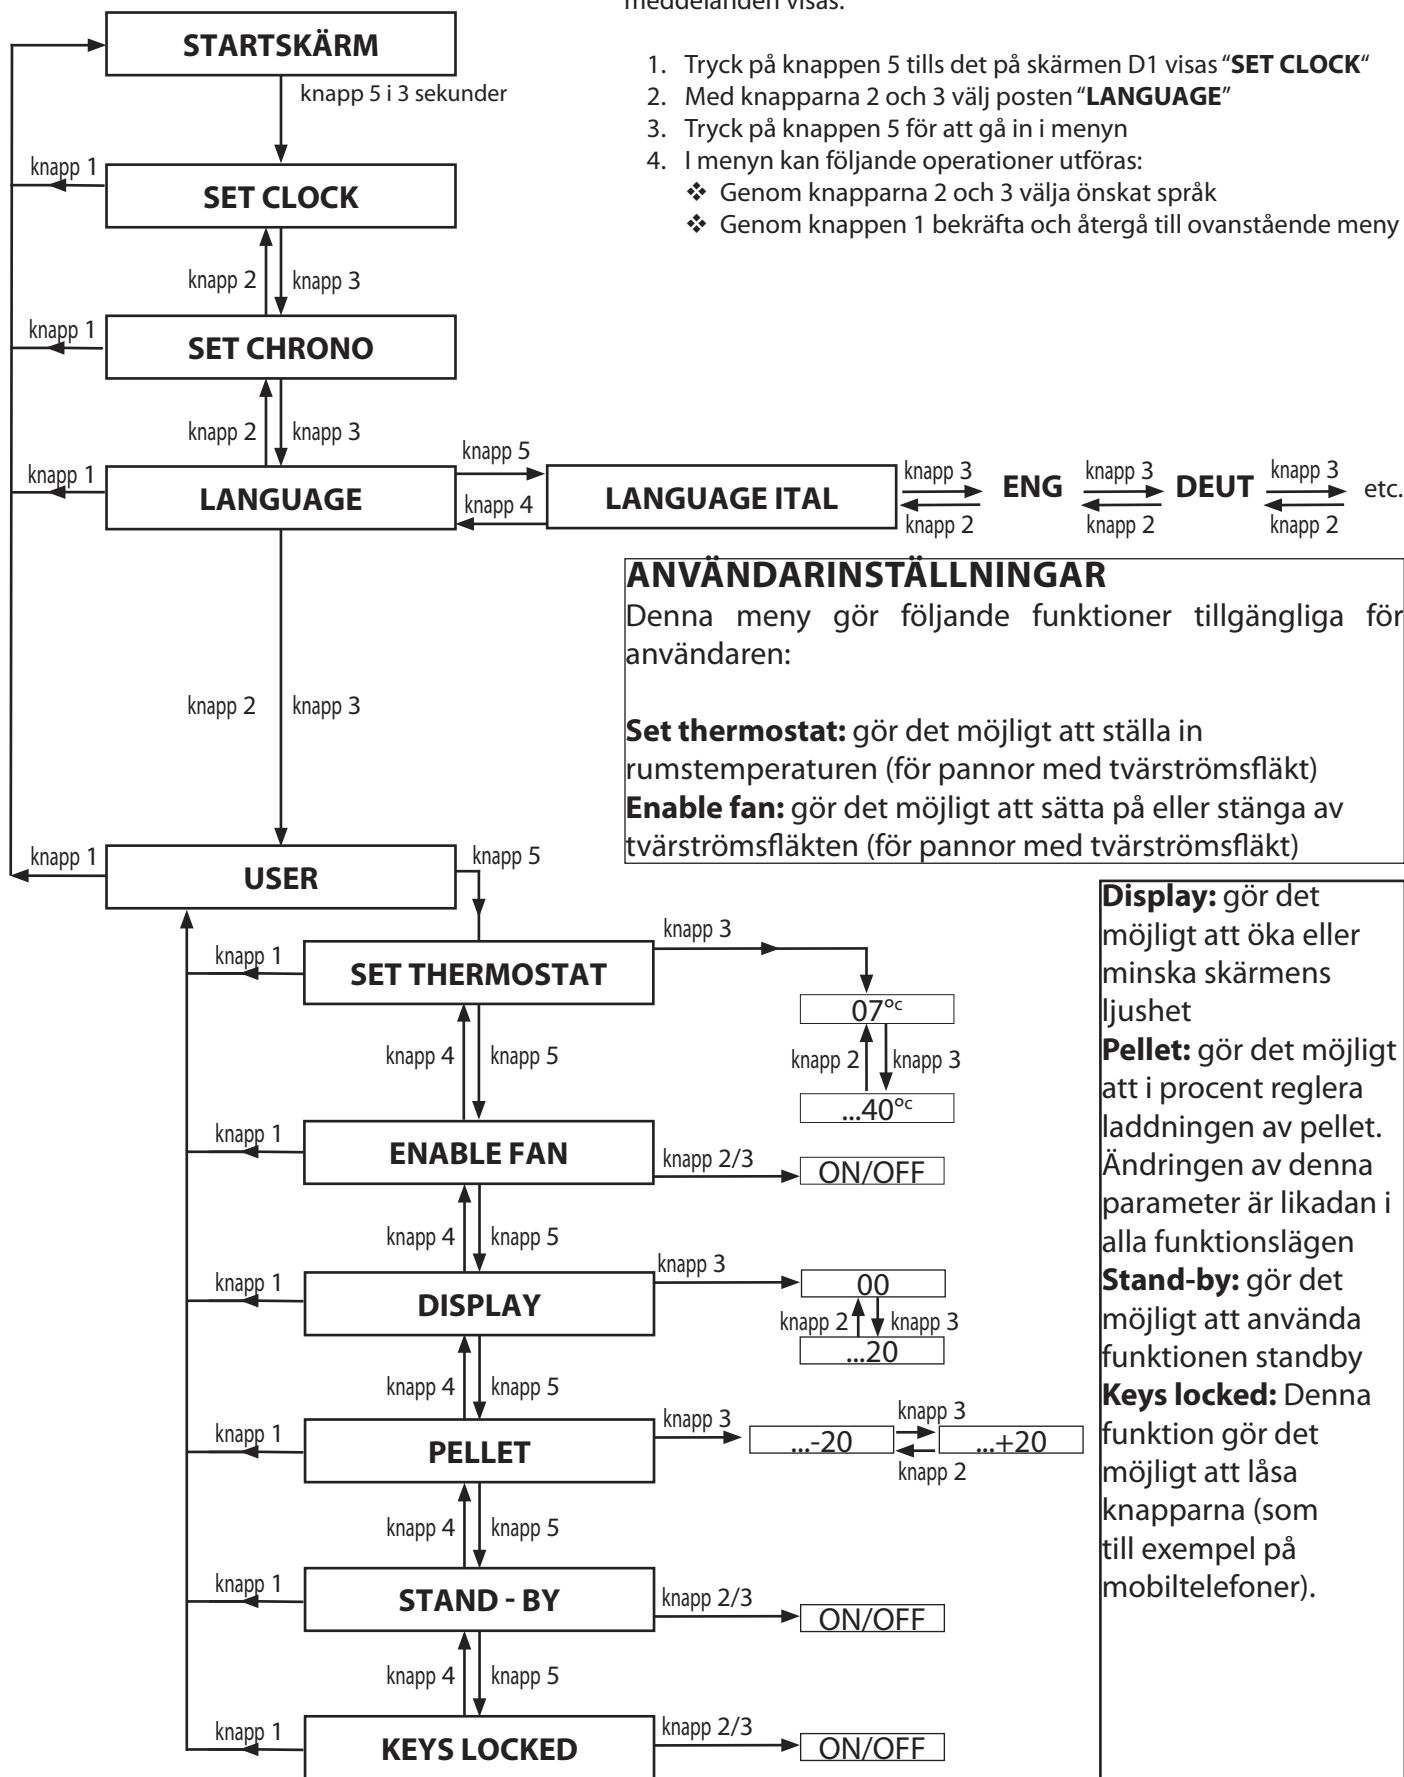 meddelanden visas.
1. Tryck på knappen 5 tills det på skärmen D1 visas “SET CLOCK“
2. Med knapparna 2 och 3 välj posten “LANGUAGE”
3. Tryck på knappen 5 för att gå in i menyn
4. I menyn kan följande operationer utföras:
❖ Genom knapparna 2 och 3 välja önskat språk
❖ Genom knappen 1 bekräfta och återgå till ovanstående meny
STARTSKÄRM
knapp 5 i 3 sekunder
knapp 1
SET CLOCK
knapp 2 knapp 3
knapp 1
SET CHRONO
knapp 2 knapp 3
knapp 1
LANGUAGE
knapp 5
knapp 4
LANGUAGE ITAL
knapp 3
knapp 2
ENG
knapp 3
knapp 2
DEUT
knapp 3
knapp 2
etc.
ANVÄNDARINSTÄLLNINGAR
Denna meny gör följande funktioner tillgängliga för
användaren:
Set thermostat: gör det möjligt att ställa in
rumstemperaturen (för pannor med tvärströmsfläkt)
Enable fan: gör det möjligt att sätta på eller stänga av
tvärströmsfläkten (för pannor med tvärströmsfläkt)
knapp 2 knapp 3
knapp 1
USER
knapp 5
knapp 1
SET THERMOSTAT
knapp 3
07°c
knapp 2 knapp 3
...40°c
knapp 4 knapp 5
knapp 1
ENABLE FAN
knapp 2/3
ON/OFF
knapp 4 knapp 5
knapp 1
DISPLAY
knapp 3
00
knapp 2 knapp 3
...20
knapp 4 knapp 5
knapp 1
PELLET
knapp 3
...-20
knapp 3
knapp 2
...+20
knapp 4 knapp 5
knapp 1
STAND - BY
knapp 2/3
ON/OFF
knapp 4 knapp 5
knapp 1
KEYS LOCKED
knapp 2/3
ON/OFF
Display: gör det
möjligt att öka eller
minska skärmens
ljushet
Pellet: gör det möjligt
att i procent reglera
laddningen av pellet.
Ändringen av denna
parameter är likadan i
alla funktionslägen
Stand-by: gör det
möjligt att använda
funktionen standby
Keys locked: Denna
funktion gör det
möjligt att låsa
knapparna (som
till exempel på
mobiltelefoner).